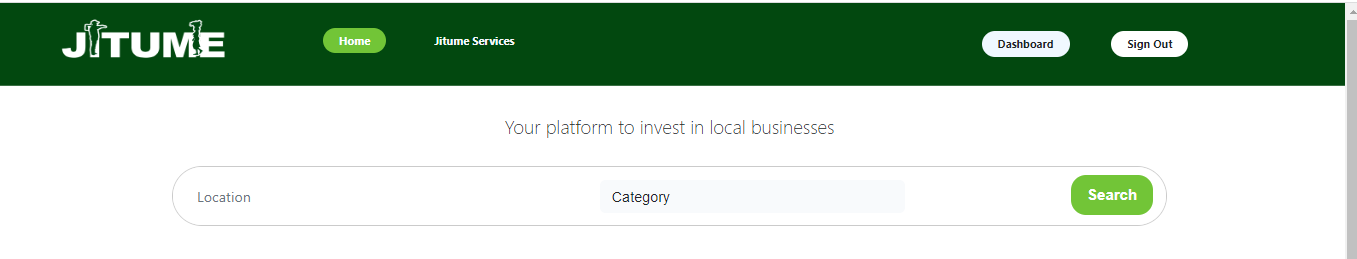 JITUME
Home
Jitume Services
Dashboard
Sign Out
Your platform to invest in local businesses
Location
Category
Search